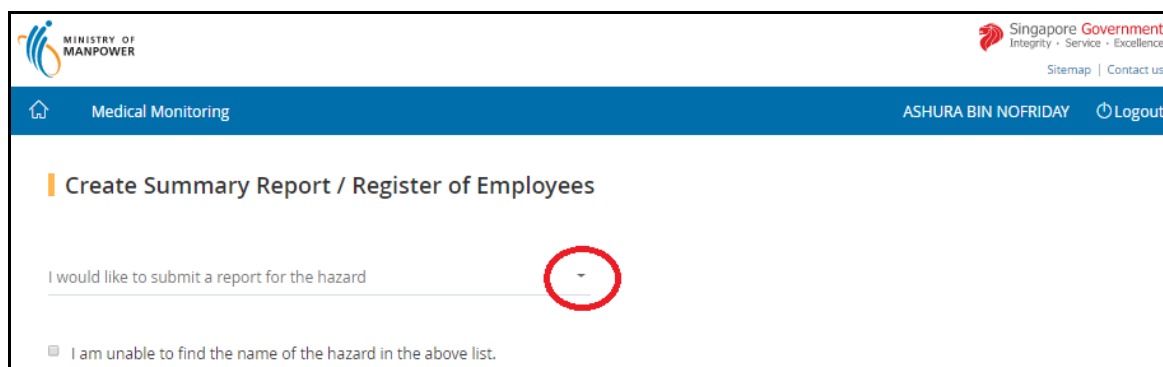 MINISTRY OF
MANPOWER
Singapore Government
Integrity · Service · Excellence
Sitemap | Contact us
Medical Monitoring
ASHURA BIN NOFRIDAY
Logout
Create Summary Report / Register of Employees
I would like to submit a report for the hazard
I am unable to find the name of the hazard in the above list.